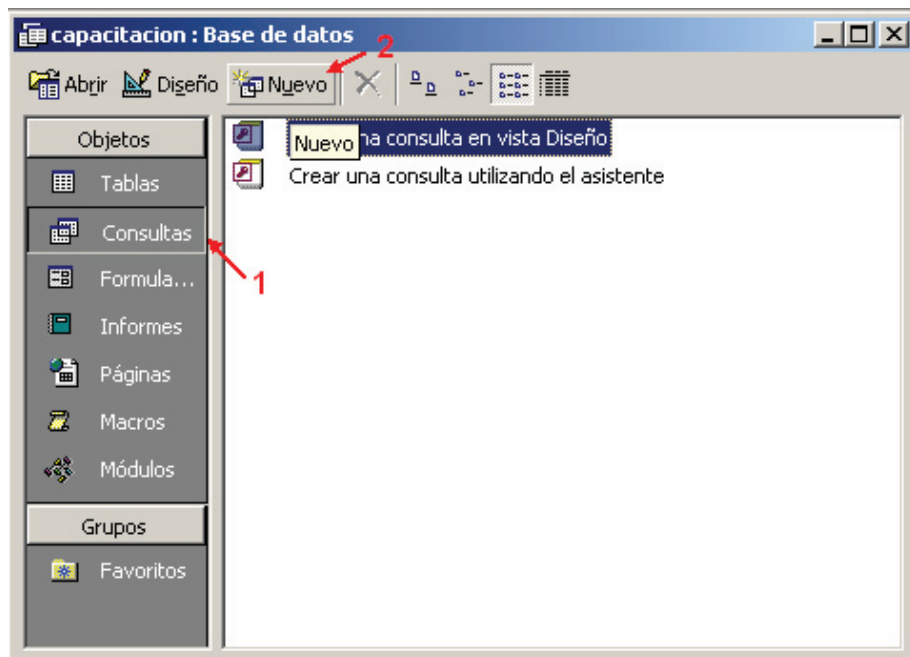 capacitacion : Base de datos
2
Abrir Diseño Nuevo
Objetos
Nuevo na consulta en vista Diseño
Tablas
Crear una consulta utilizando el asistente
Consultas
1
Formula...
Informes
Páginas
Macros
Módulos
Grupos
Favoritos